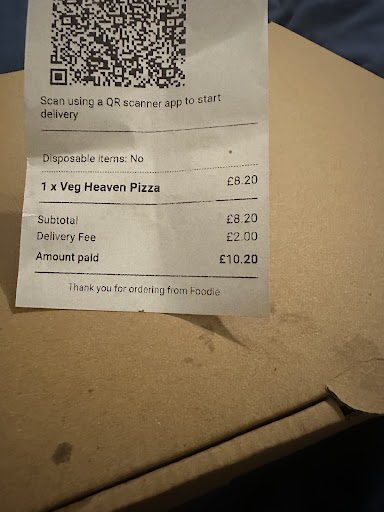 Scan using a QR scanner app to start
delivery
Disposable items: No
1 x Veg Heaven Pizza £8.20
Subtotal £8.20
Delivery Fee £2.00
Amount paid £10.20
Thank you for ordering from Foodie